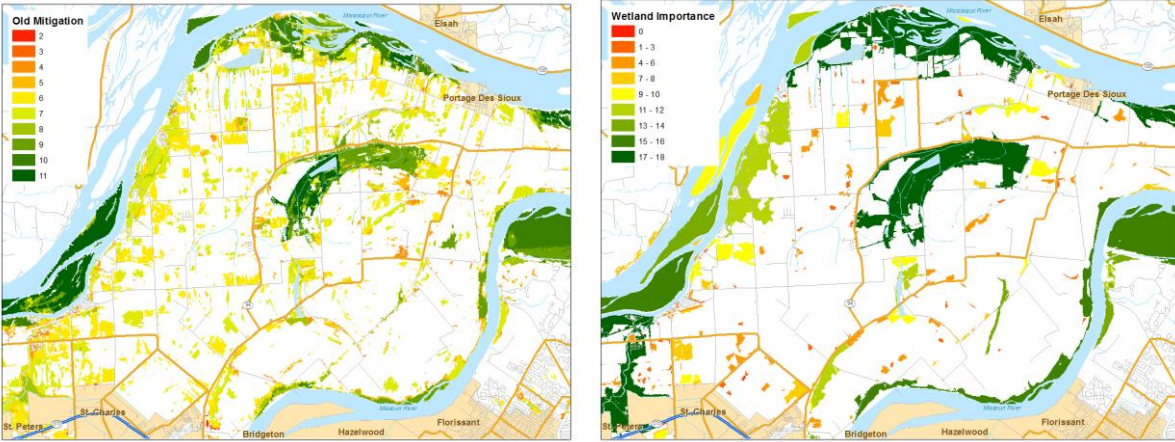 Old Mitigation
2
3
4
5
6
7
8
9
10
11
Mississippi River
Elsah
Portage Des Sioux
94
St. Charles
St. Peters
Missouri River
Florissant
Bridgeton
Hazelwood
Wetland Importance
0
1 - 3
4 - 6
7 - 8
9 - 10
11 - 12
13 - 14
15 - 16
17 - 18
Mississippi River
Elsah
Portage Des Sioux
94
St. Charles
St. Peters
Missouri River
Florissant
Bridgeton
Hazelwood